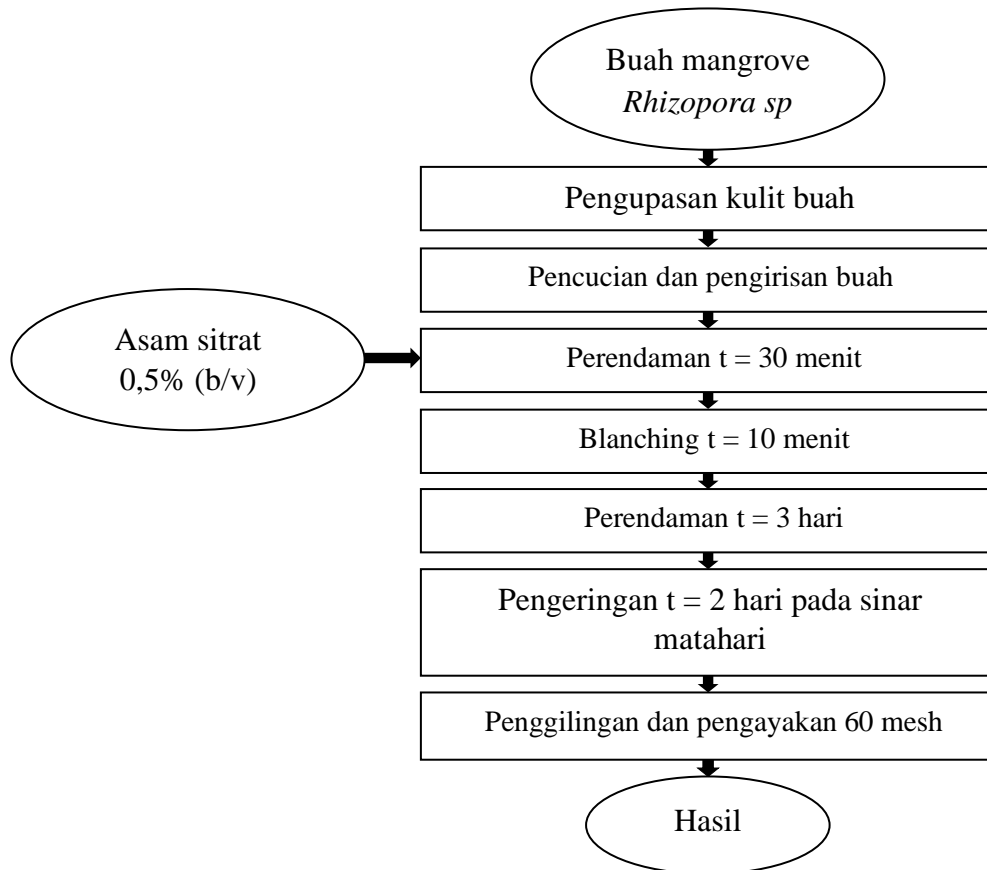 Buah mangrove
Rhizopora sp
Pengupasan kulit buah
Pencucian dan pengirisan buah
Asam sitrat
0,5% (b/v)
Perendaman t = 30 menit
Blanching t = 10 menit
Perendaman t = 3 hari
Pengeringan t = 2 hari pada sinar
matahari
Penggilingan dan pengayakan 60 mesh
Hasil